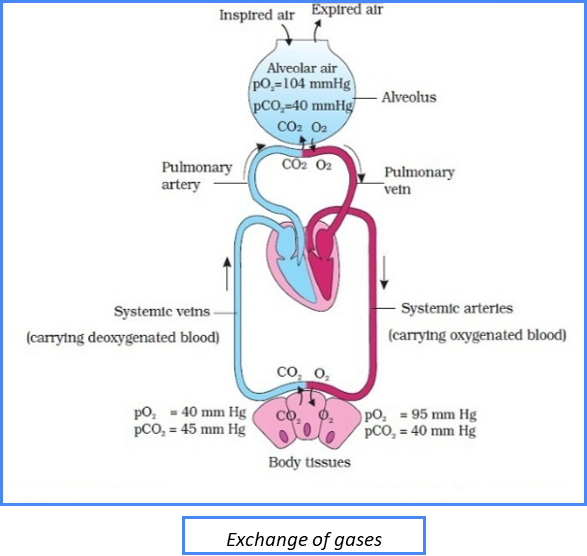 Inspired air
Expired air
Alveolar air
pO₂=104 mmHg
pCO₂=40 mmHg
Alveolus
CO₂ O₂
CO₂ O₂
Pulmonary
artery
Pulmonary
vein
Systemic veins
(carrying deoxygenated blood)
Systemic arteries
(carrying oxygenated blood)
CO₂ O₂
CO₂ O₂
pO₂ = 40 mm Hg
pCO₂ = 45 mm Hg
pO₂ = 95 mm Hg
pCO₂ = 40 mm Hg
Body tissues
Exchange of gases